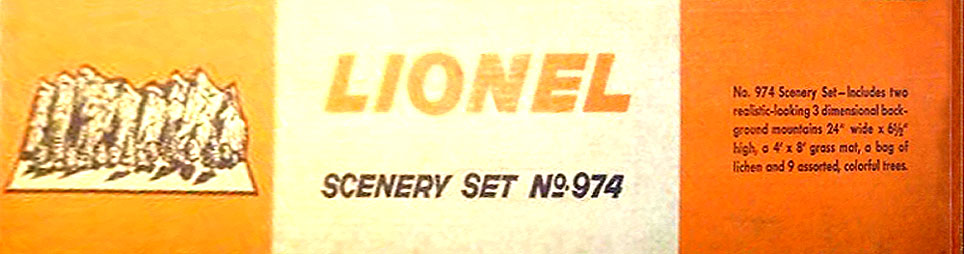 LIONEL
SCENERY SET No.974
No. 974 Scenery Set—Includes two
realistic-looking 3 dimensional back-
ground mountains 24" wide x 6½"
high, a 4' x 8' grass mat, a bag of
lichen and 9 assorted, colorful trees.